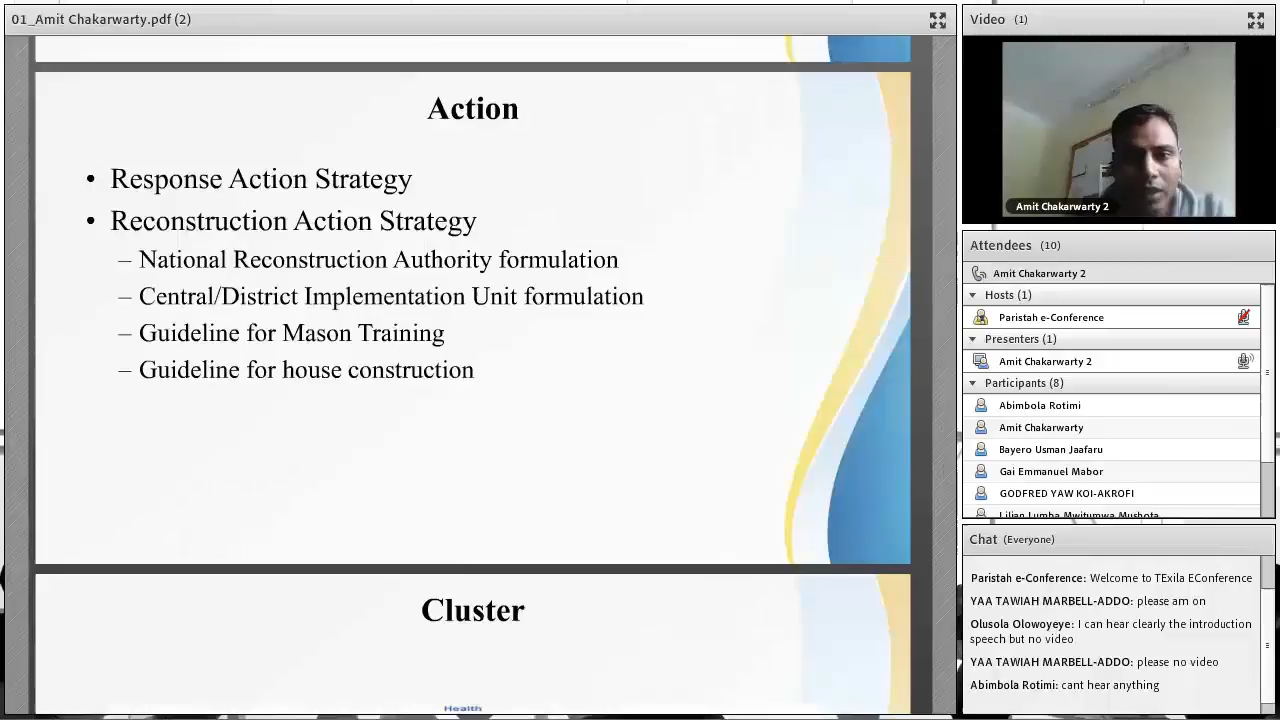 01_Amit Chakarwarty.pdf (2)
Action
• Response Action Strategy
• Reconstruction Action Strategy
– National Reconstruction Authority formulation
– Central/District Implementation Unit formulation
– Guideline for Mason Training
– Guideline for house construction
Cluster
Health
Video (1)
Amit Chakarwarty 2
Attendees (10)
Amit Chakarwarty 2
Hosts (1)
Paristah e-Conference
Presenters (1)
Amit Chakarwarty 2
Participants (8)
Abimbola Rotimi
Amit Chakarwarty
Bayero Usman Jaafaru
Gai Emmanuel Mabor
GODFRED YAW KOI-AKROFI
Lilian Lumba Mwitumwa Mushota
Chat (Everyone)
Paristah e-Conference: Welcome to TExila EConference
YAA TAWIAH MARBELL-ADDO: please am on
Olusola Olowoyeye: I can hear clearly the introduction
speech but no video
YAA TAWIAH MARBELL-ADDO: please no video
Abimbola Rotimi: cant hear anything